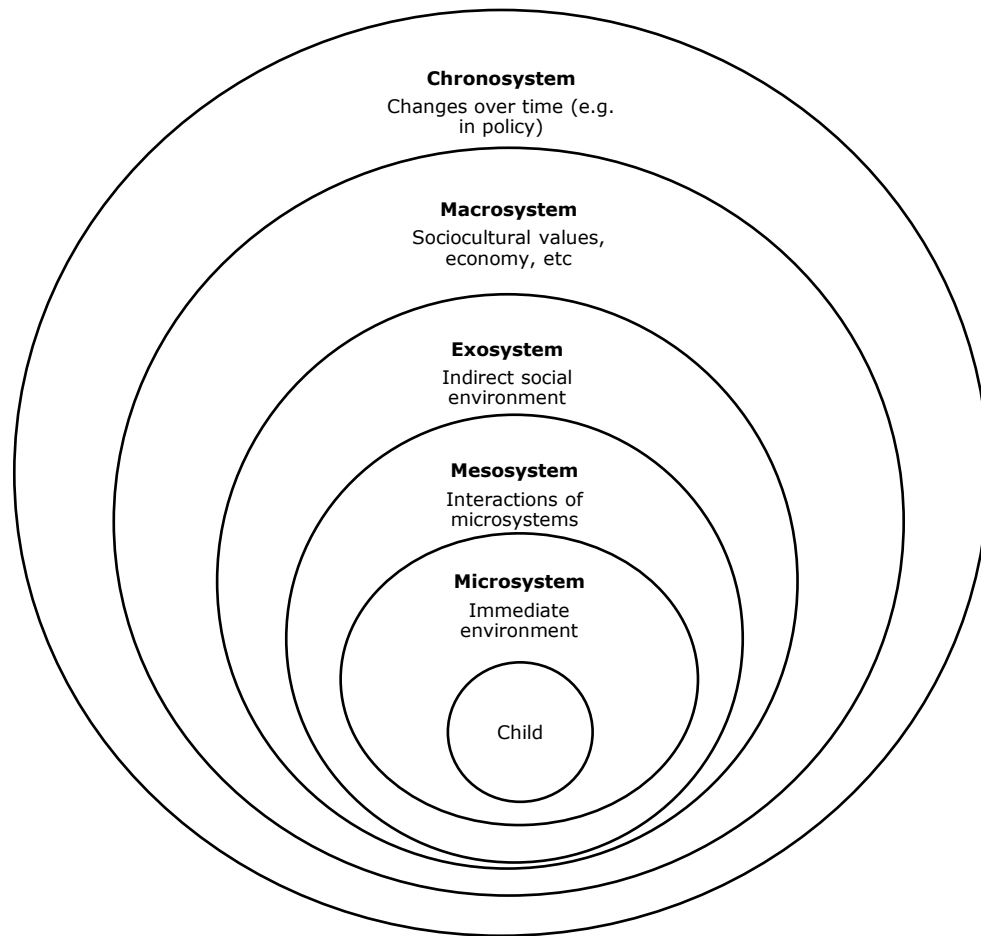 Chronosystem
Changes over time (e.g.
in policy)
Macrosystem
Sociocultural values,
economy, etc
Exosystem
Indirect social
environment
Mesosystem
Interactions of
microsystems
Microsystem
Immediate
environment
Child